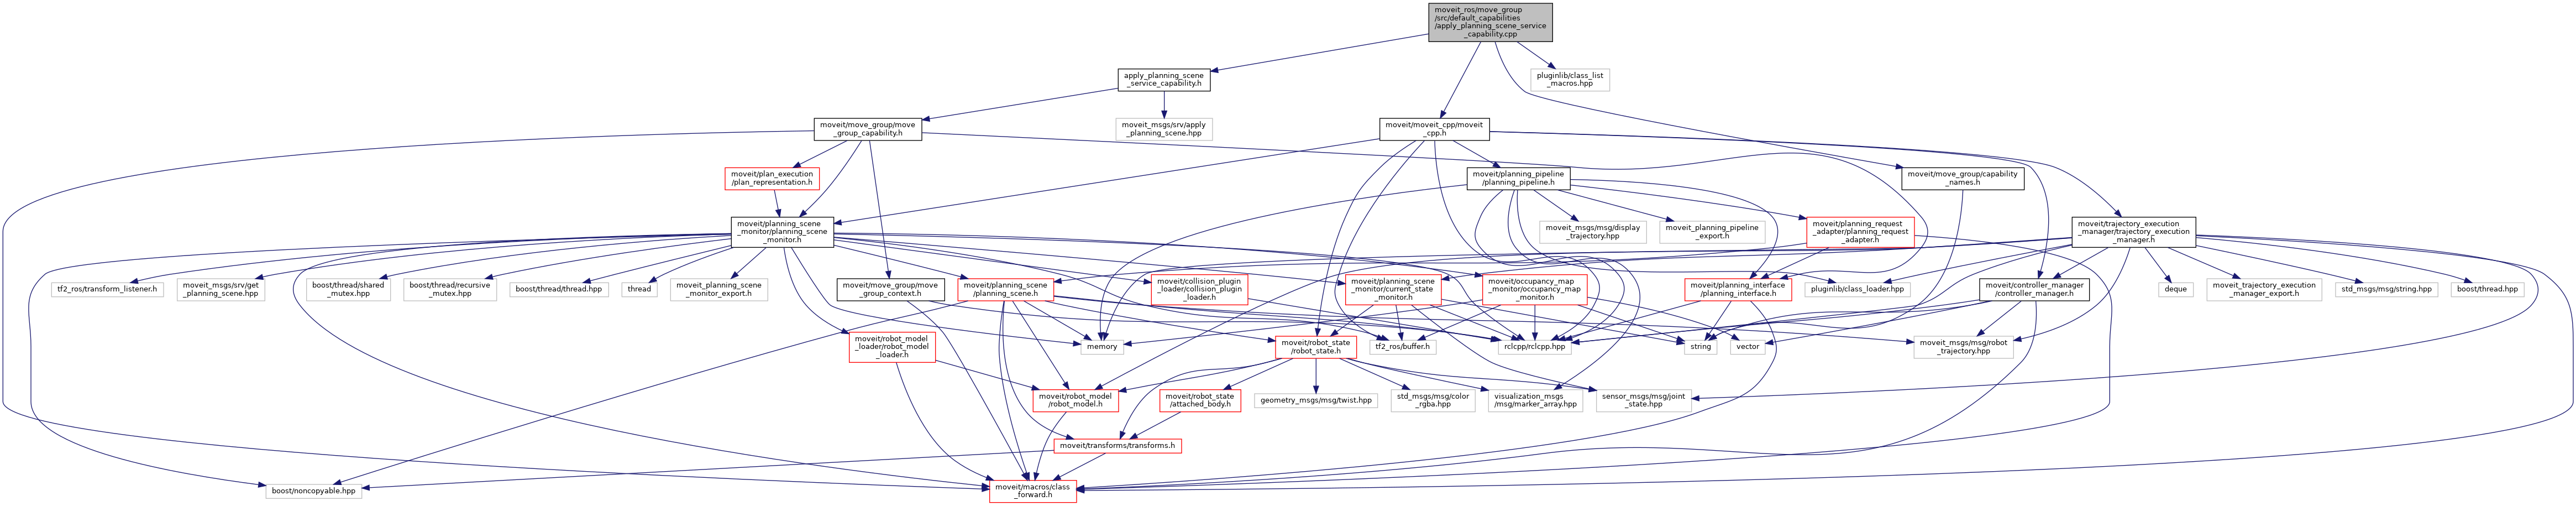 moveit_ros/move_group
/src/default_capabilities
/apply_planning_scene_service
_capability.cpp
apply_planning_scene
_service_capability.h
pluginlib/class_list
_macros.hpp
moveit/move_group/move
_group_capability.h
moveit_msgs/srv/apply
_planning_scene.hpp
moveit/moveit_cpp/moveit
_cpp.h
moveit/plan_execution
/plan_representation.h
moveit/planning_pipeline
/planning_pipeline.h
moveit/move_group/capability
_names.h
moveit/planning_scene
_monitor/planning_scene
_monitor.h
moveit_msgs/msg/display
_trajectory.hpp
moveit_planning_pipeline
_export.h
moveit/planning_request
_adapter/planning_request
_adapter.h
moveit/trajectory_execution
_manager/trajectory_execution
_manager.h
tf2_ros/transform_listener.h
moveit_msgs/srv/get
_planning_scene.hpp
boost/thread/shared
_mutex.hpp
boost/thread/recursive
_mutex.hpp
boost/thread/thread.hpp
thread
moveit_planning_scene
_monitor_export.h
moveit/move_group/move
_group_context.h
moveit/planning_scene
/planning_scene.h
moveit/collision_plugin
_loader/collision_plugin
_loader.h
moveit/planning_scene
_monitor/current_state
_monitor.h
moveit/occupancy_map
_monitor/occupancy_map
_monitor.h
moveit/planning_interface
/planning_interface.h
pluginlib/class_loader.hpp
moveit/controller_manager
/controller_manager.h
deque
moveit_trajectory_execution
_manager_export.h
std_msgs/msg/string.hpp
boost/thread.hpp
moveit/robot_model
_loader/robot_model
_loader.h
memory
moveit/robot_state
/robot_state.h
tf2_ros/buffer.h
rclcpp/rclcpp.hpp
string
vector
moveit_msgs/msg/robot
_trajectory.hpp
moveit/robot_model
/robot_model.h
moveit/robot_state
/attached_body.h
geometry_msgs/msg/twist.hpp
std_msgs/msg/color
_rgba.hpp
visualization_msgs
/msg/marker_array.hpp
sensor_msgs/msg/joint
_state.hpp
moveit/transforms/transforms.h
boost/noncopyable.hpp
moveit/macros/class
_forward.h